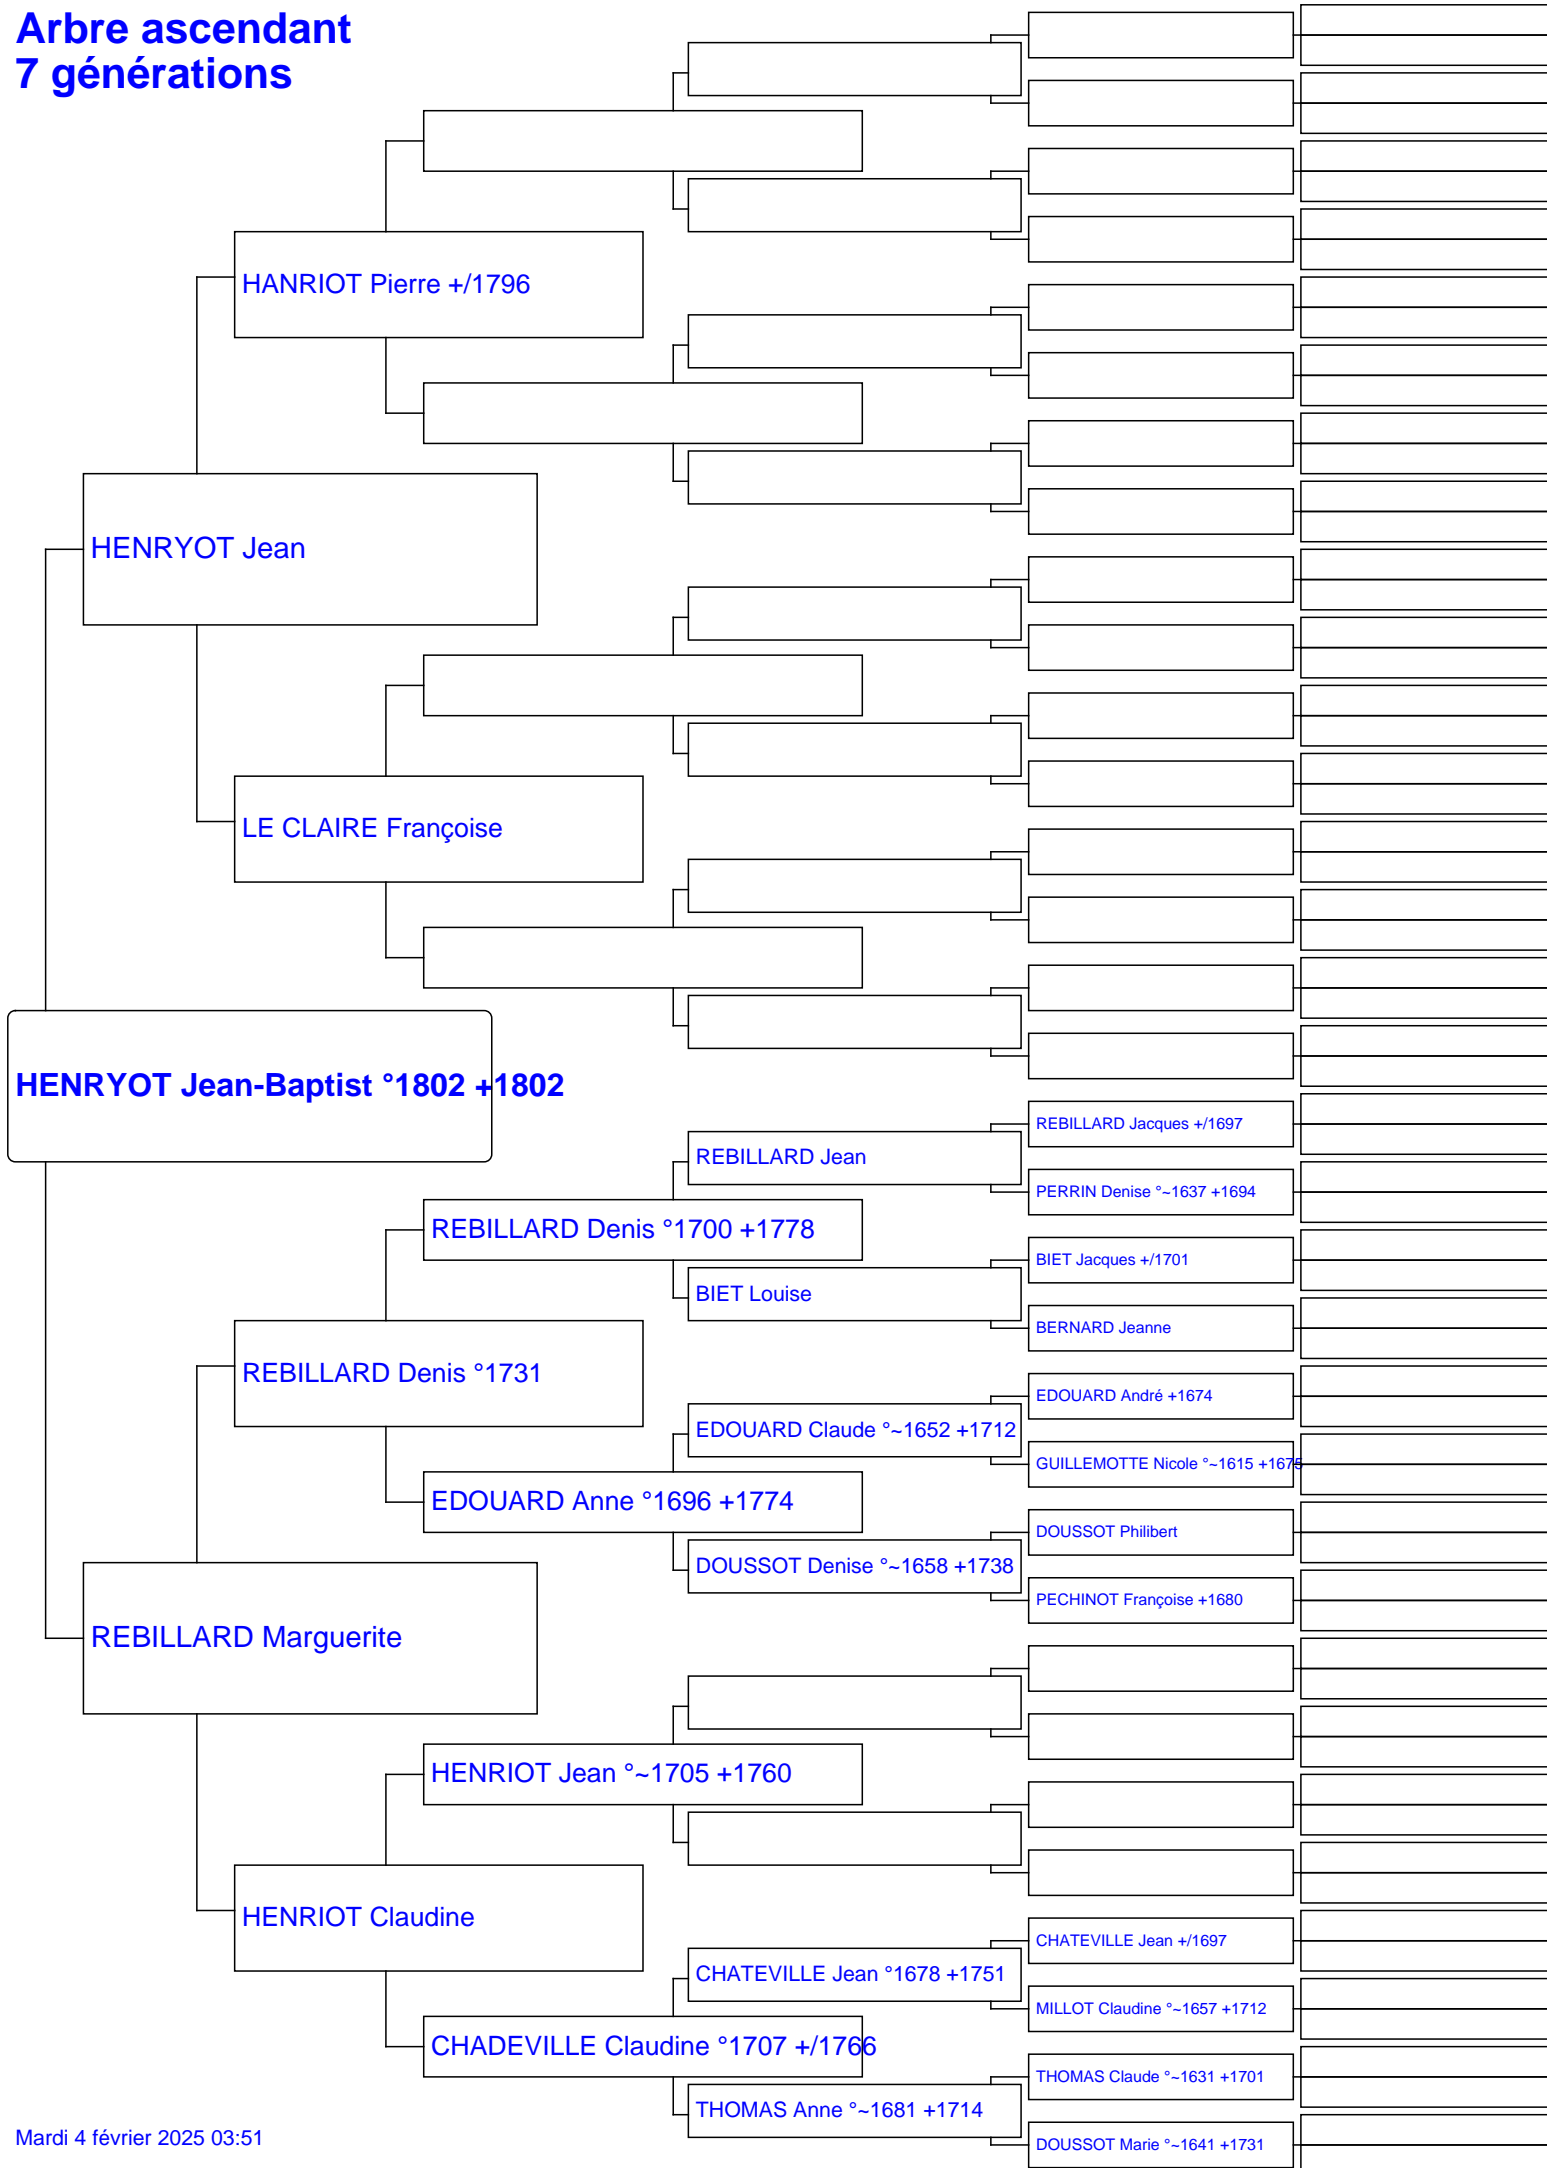 Arbre ascendant
7 générations
HANRIOT Pierre +/1796
HENRYOT Jean
LE CLAIRE Françoise
HENRYOT Jean-Baptist °1802 +1802
REBILLARD Jacques +/1697
REBILLARD Jean
PERRIN Denise °~1637 +1694
REBILLARD Denis °1700 +1778
BIET Jacques +/1701
BIET Louise
BERNARD Jeanne
REBILLARD Denis °1731
EDOUARD André +1674
EDOUARD Claude °~1652 +1712
GUILLEMOTTE Nicole °~1615 +1675
EDOUARD Anne °1696 +1774
DOUSSOT Philibert
DOUSSOT Denise °~1658 +1738
PECHINOT Françoise +1680
REBILLARD Marguerite
HENRIOT Jean °~1705 +1760
HENRIOT Claudine
CHATEVILLE Jean +/1697
CHATEVILLE Jean °1678 +1751
MILLOT Claudine °~1657 +1712
CHADEVILLE Claudine °1707 +/1766
THOMAS Claude °~1631 +1701
THOMAS Anne °~1681 +1714
DOUSSOT Marie °~1641 +1731
Mardi 4 février 2025 03:51